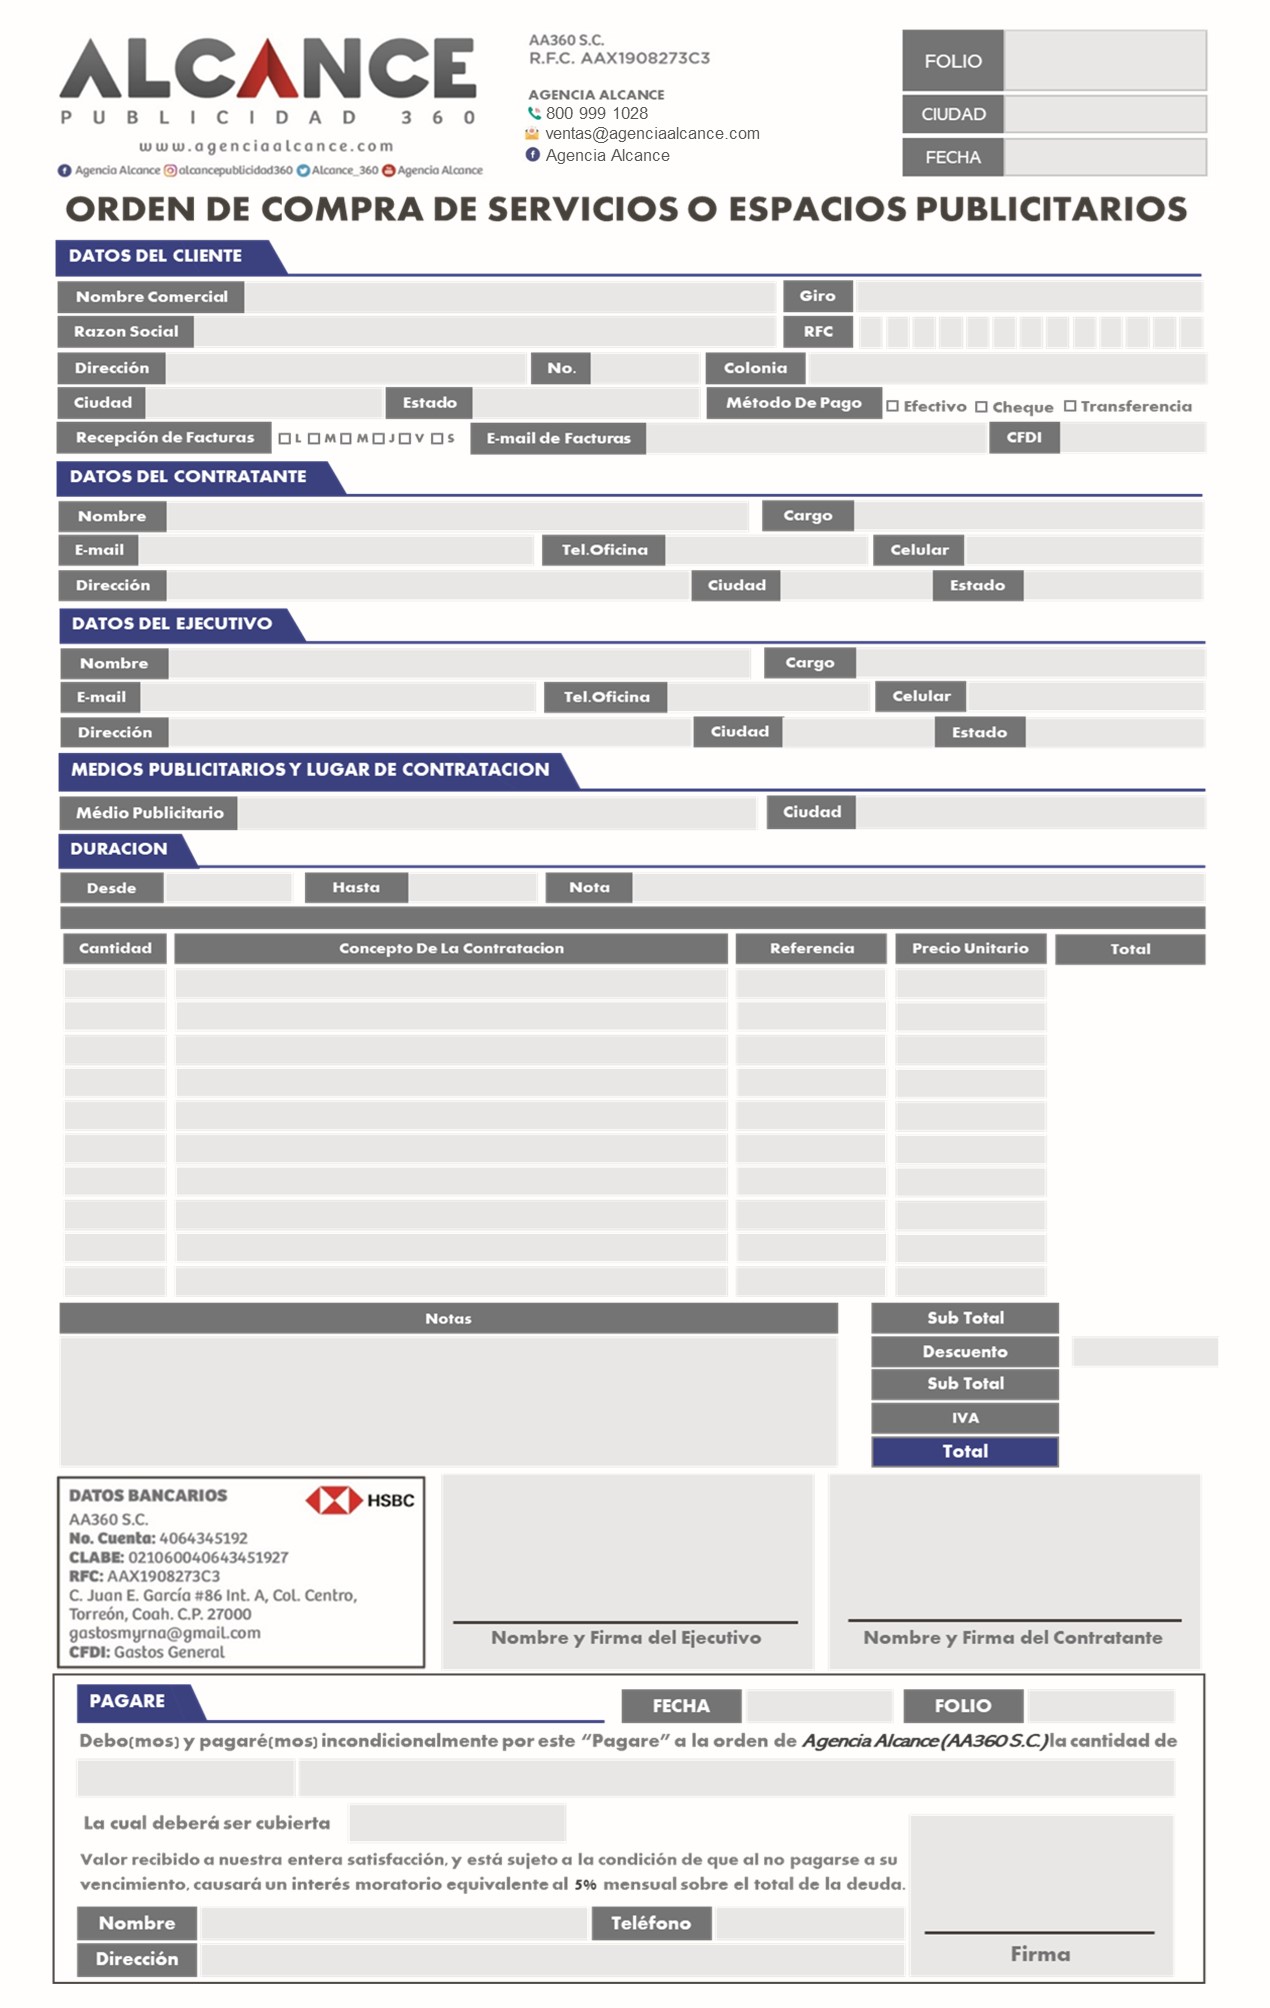 ALCANCE
PUBLICIDAD 360
www.agenciaalcance.com
Agencia Alcance alcancepublicidad360 Alcance_360 Agencia Alcance
AA360 S.C.
R.F.C. AAX1908273C3
AGENCIA ALCANCE
800 999 1028
ventas@agenciaalcance.com
Agencia Alcance
FOLIO
CIUDAD
FECHA
ORDEN DE COMPRA DE SERVICIOS O ESPACIOS PUBLICITARIOS
DATOS DEL CLIENTE
Nombre Comercial Giro
Razon Social RFC
Dirección No. Colonia
Ciudad Estado Método De Pago Efectivo Cheque Transferencia
Recepción de Facturas L M M J V S E-mail de Facturas CFDI
DATOS DEL CONTRATANTE
Nombre Cargo
E-mail Tel.Oficina Celular
Dirección Ciudad Estado
DATOS DEL EJECUTIVO
Nombre Cargo
E-mail Tel.Oficina Celular
Dirección Ciudad Estado
MEDIOS PUBLICITARIOS Y LUGAR DE CONTRATACION
Médio Publicitario Ciudad
DURACION
Desde Hasta Nota
Cantidad Concepto De La Contratacion Referencia Precio Unitario Total
Notas
Sub Total
Descuento
Sub Total
IVA
Total
DATOS BANCARIOS HSBC
AA360 S.C.
No. Cuenta: 4064345192
CLABE: 021060040643451927
RFC: AAX1908273C3
C. Juan E. García #86 Int. A, Col. Centro,
Torreón, Coah. C.P. 27000
gastosmyrna@gmail.com
CFDI: Gastos General
Nombre y Firma del Ejecutivo
Nombre y Firma del Contratante
PAGARE FECHA FOLIO
Debo(mos) y pagaré(mos) incondicionalmente por este “Pagare” a la orden de Agencia Alcance (AA360 S.C.) la cantidad de
La cual deberá ser cubierta
Valor recibido a nuestra entera satisfacción, y está sujeto a la condición de que al no pagarse a su
vencimiento, causará un interés moratorio equivalente al 5% mensual sobre el total de la deuda.
Nombre Teléfono
Dirección
Firma